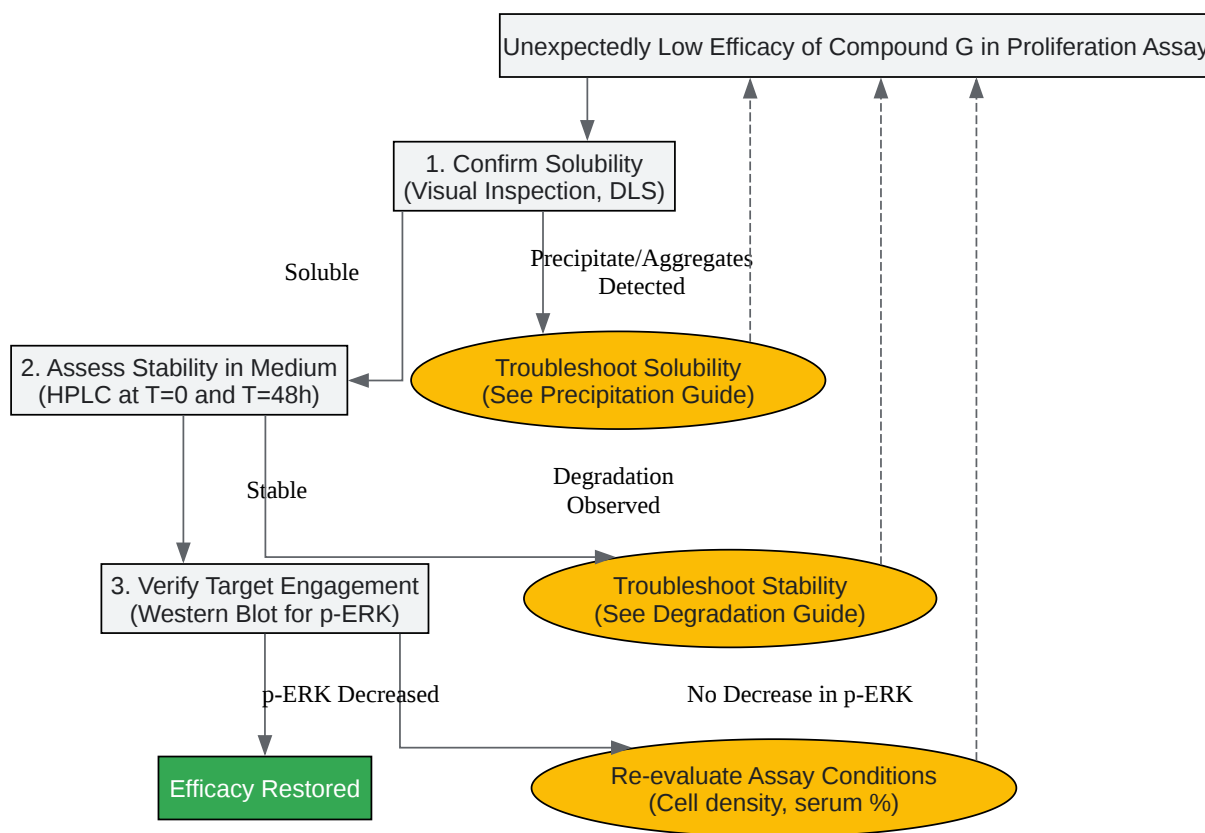 Unexpectedly Low Efficacy of Compound G in Proliferation Assay
1. Confirm Solubility
(Visual Inspection, DLS)
Soluble
Precipitate/Aggregates
Detected
2. Assess Stability in Medium
(HPLC at T=0 and T=48h)
Troubleshoot Solubility
(See Precipitation Guide)
Stable
Degradation
Observed
3. Verify Target Engagement
(Western Blot for p-ERK)
Troubleshoot Stability
(See Degradation Guide)
p-ERK Decreased
No Decrease in p-ERK
Efficacy Restored
Re-evaluate Assay Conditions
(Cell density, serum %)